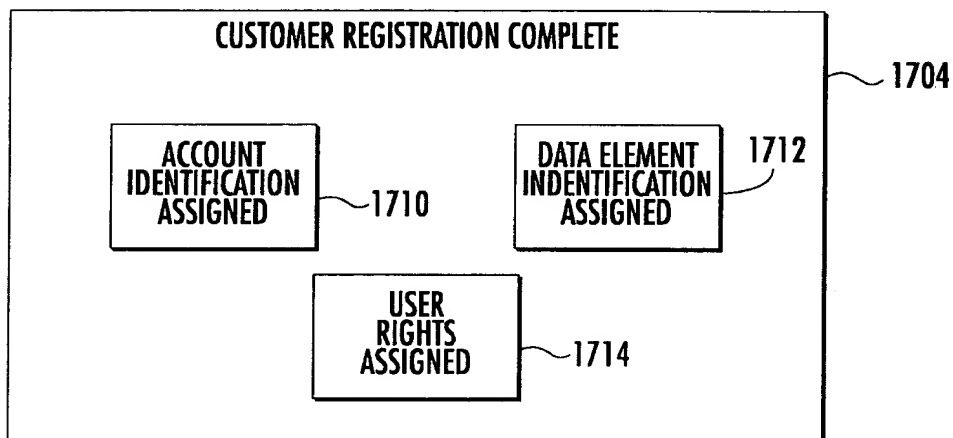 CUSTOMER REGISTRATION COMPLETE
1704
ACCOUNT
IDENTIFICATION
ASSIGNED
1710
DATA ELEMENT
INDENTIFICATION
ASSIGNED
1712
USER
RIGHTS
ASSIGNED
1714